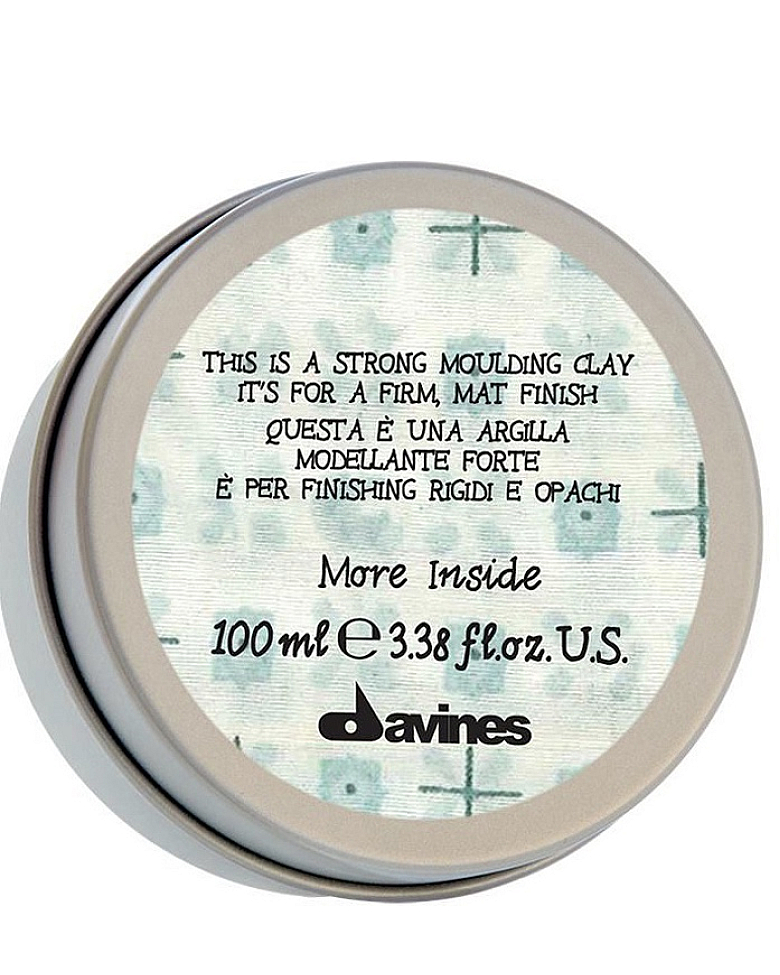 THIS IS A STRONG MOULDING CLAY
IT'S FOR A FIRM, MAT FINISH
QUESTA È UNA ARGILLA
MODELLANTE FORTE
È PER FINISHING RIGIDI E OPACHI
More Inside
100 ml ℮ 3.38 fl.oz. U.S.
davines